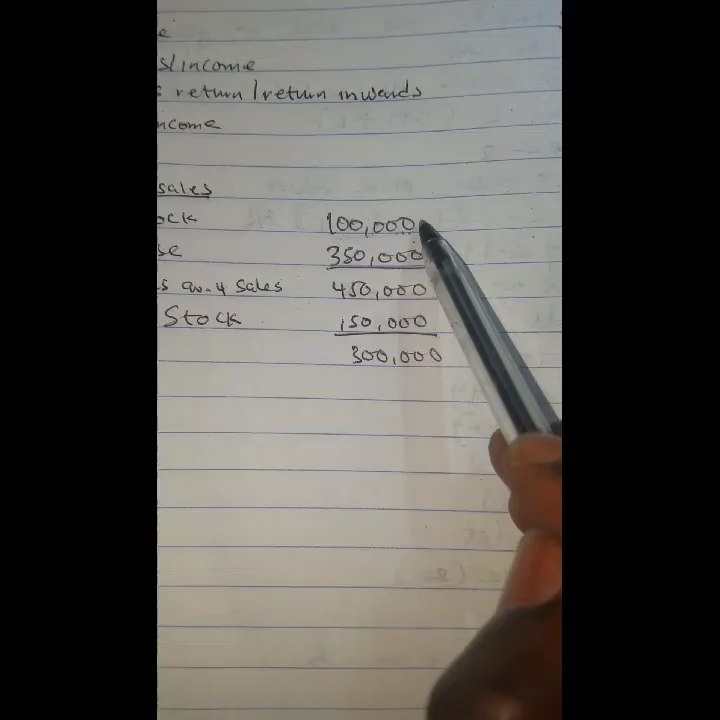 e
s/income
s return/return inwards
ncome
sales
ock 100,000
se 350,000
s av.4 sales 450,000
Stock 150,000
300,000